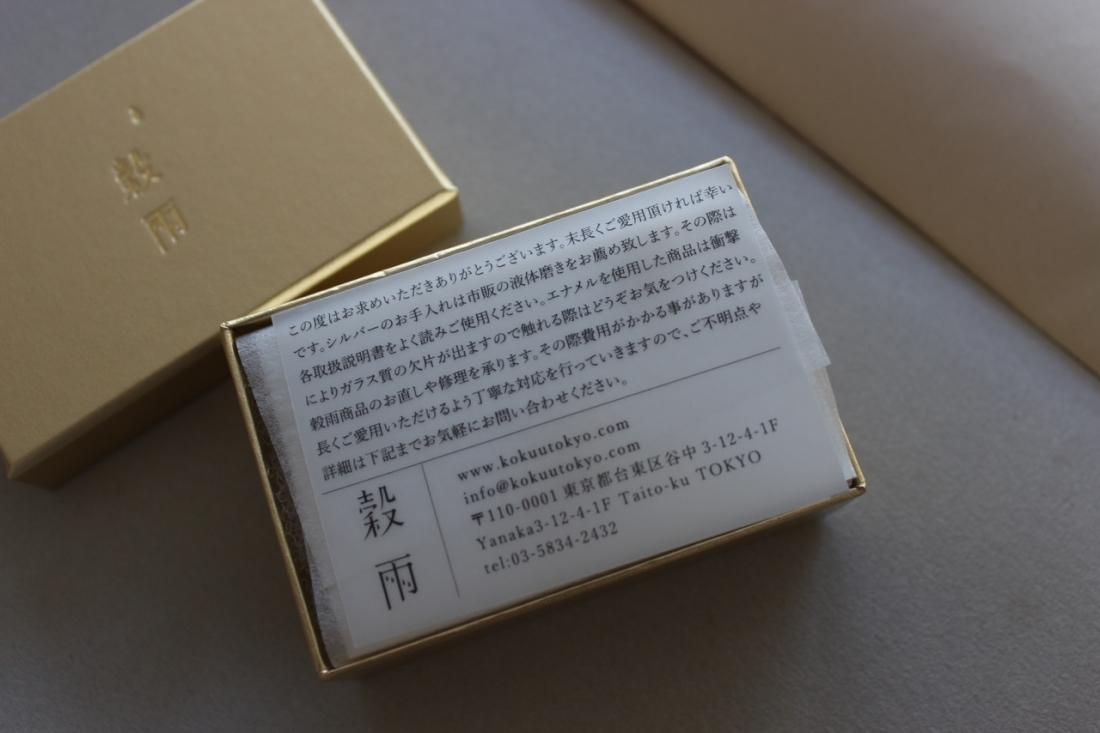 穀
雨
この度はお求めいただきありがとうございます。末長くご愛用頂ければ幸い
です。シルバーのお手入れは市販の液体磨きをお薦め致します。その際は
各取扱説明書をよく読みご使用ください。エナメルを使用した商品は衝撃
によりガラス質の欠片が出ますので触れる際はどうぞお気をつけください。
穀雨商品のお直しや修理を承ります。その際費用がかかる事がありますが
長くご愛用いただけるよう丁寧な対応を行っていきますので、ご不明点や
詳細は下記までお気軽にお問い合わせください。
穀
雨
www.kokuutokyo.com
info@kokuutokyo.com
〒110-0001 東京都台東区谷中 3-12-4-1F
Yanaka3-12-4-1F Taito-ku TOKYO
tel:03-5834-2432